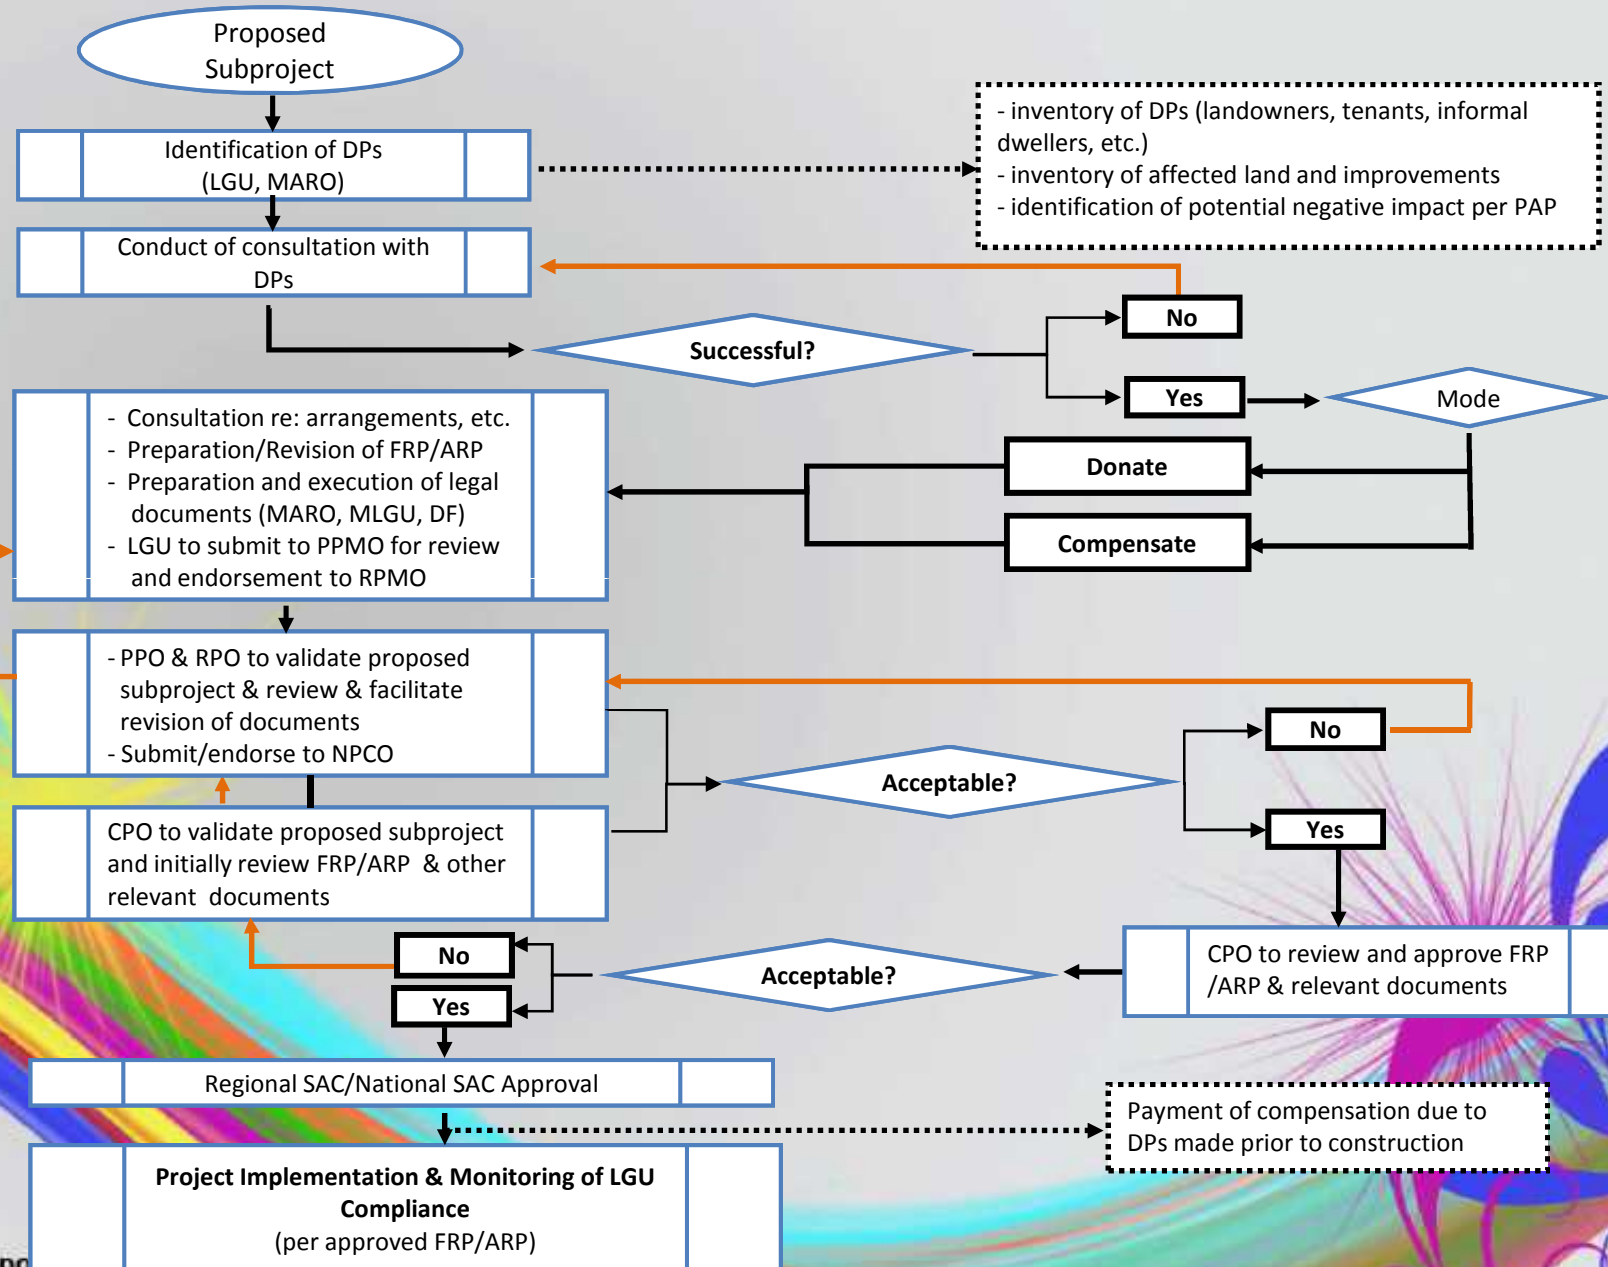 Proposed
Subproject
Identification of DPs
(LGU, MARO)
- inventory of DPs (landowners, tenants, informal
dwellers, etc.)
- inventory of affected land and improvements
- identification of potential negative impact per PAP
Conduct of consultation with
DPs
No
Successful?
Yes
Mode
- Consultation re: arrangements, etc.
- Preparation/Revision of FRP/ARP
- Preparation and execution of legal
documents (MARO, MLGU, DF)
- LGU to submit to PPMO for review
and endorsement to RPMO
Donate
Compensate
- PPO & RPO to validate proposed
subproject & review & facilitate
revision of documents
- Submit/endorse to NPCO
No
Acceptable?
Yes
CPO to validate proposed subproject
and initially review FRP/ARP & other
relevant documents
CPO to review and approve FRP
/ARP & relevant documents
Acceptable?
No
Yes
Regional SAC/National SAC Approval
Payment of compensation due to
DPs made prior to construction
Project Implementation & Monitoring of LGU
Compliance
(per approved FRP/ARP)